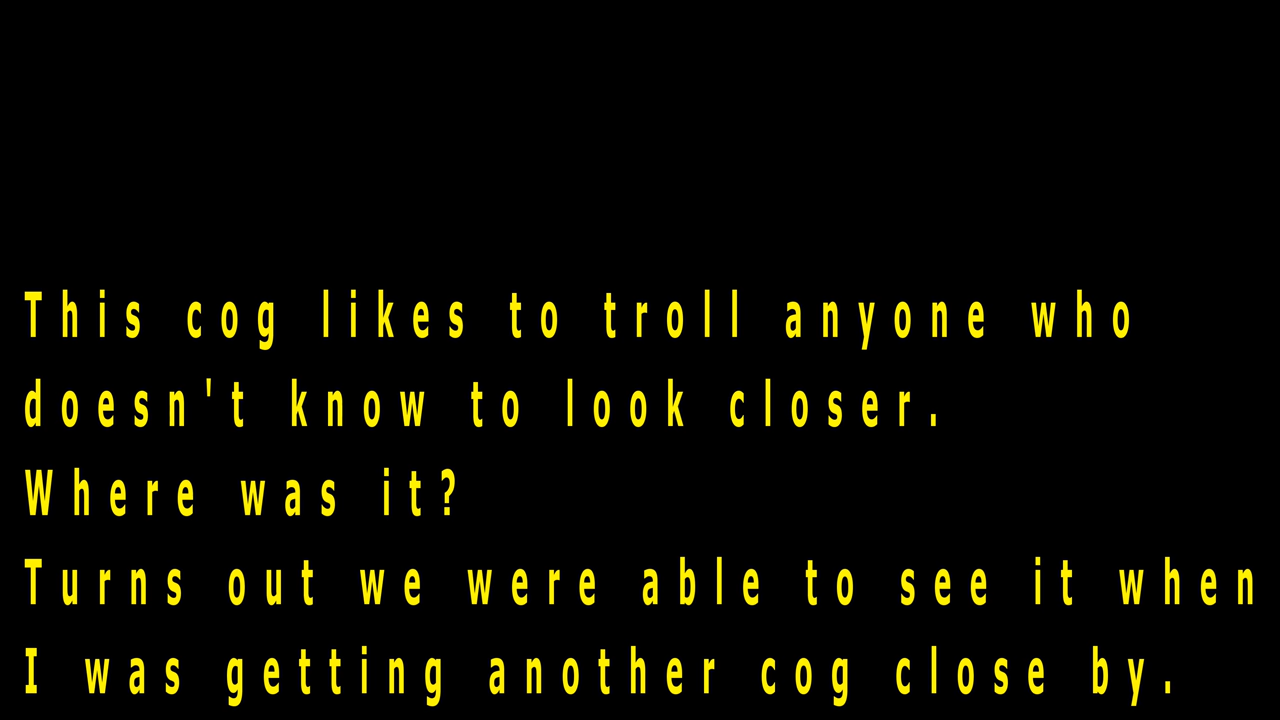 This cog likes to troll anyone who
doesn't know to look closer.
Where was it?
Turns out we were able to see it when
I was getting another cog close by.